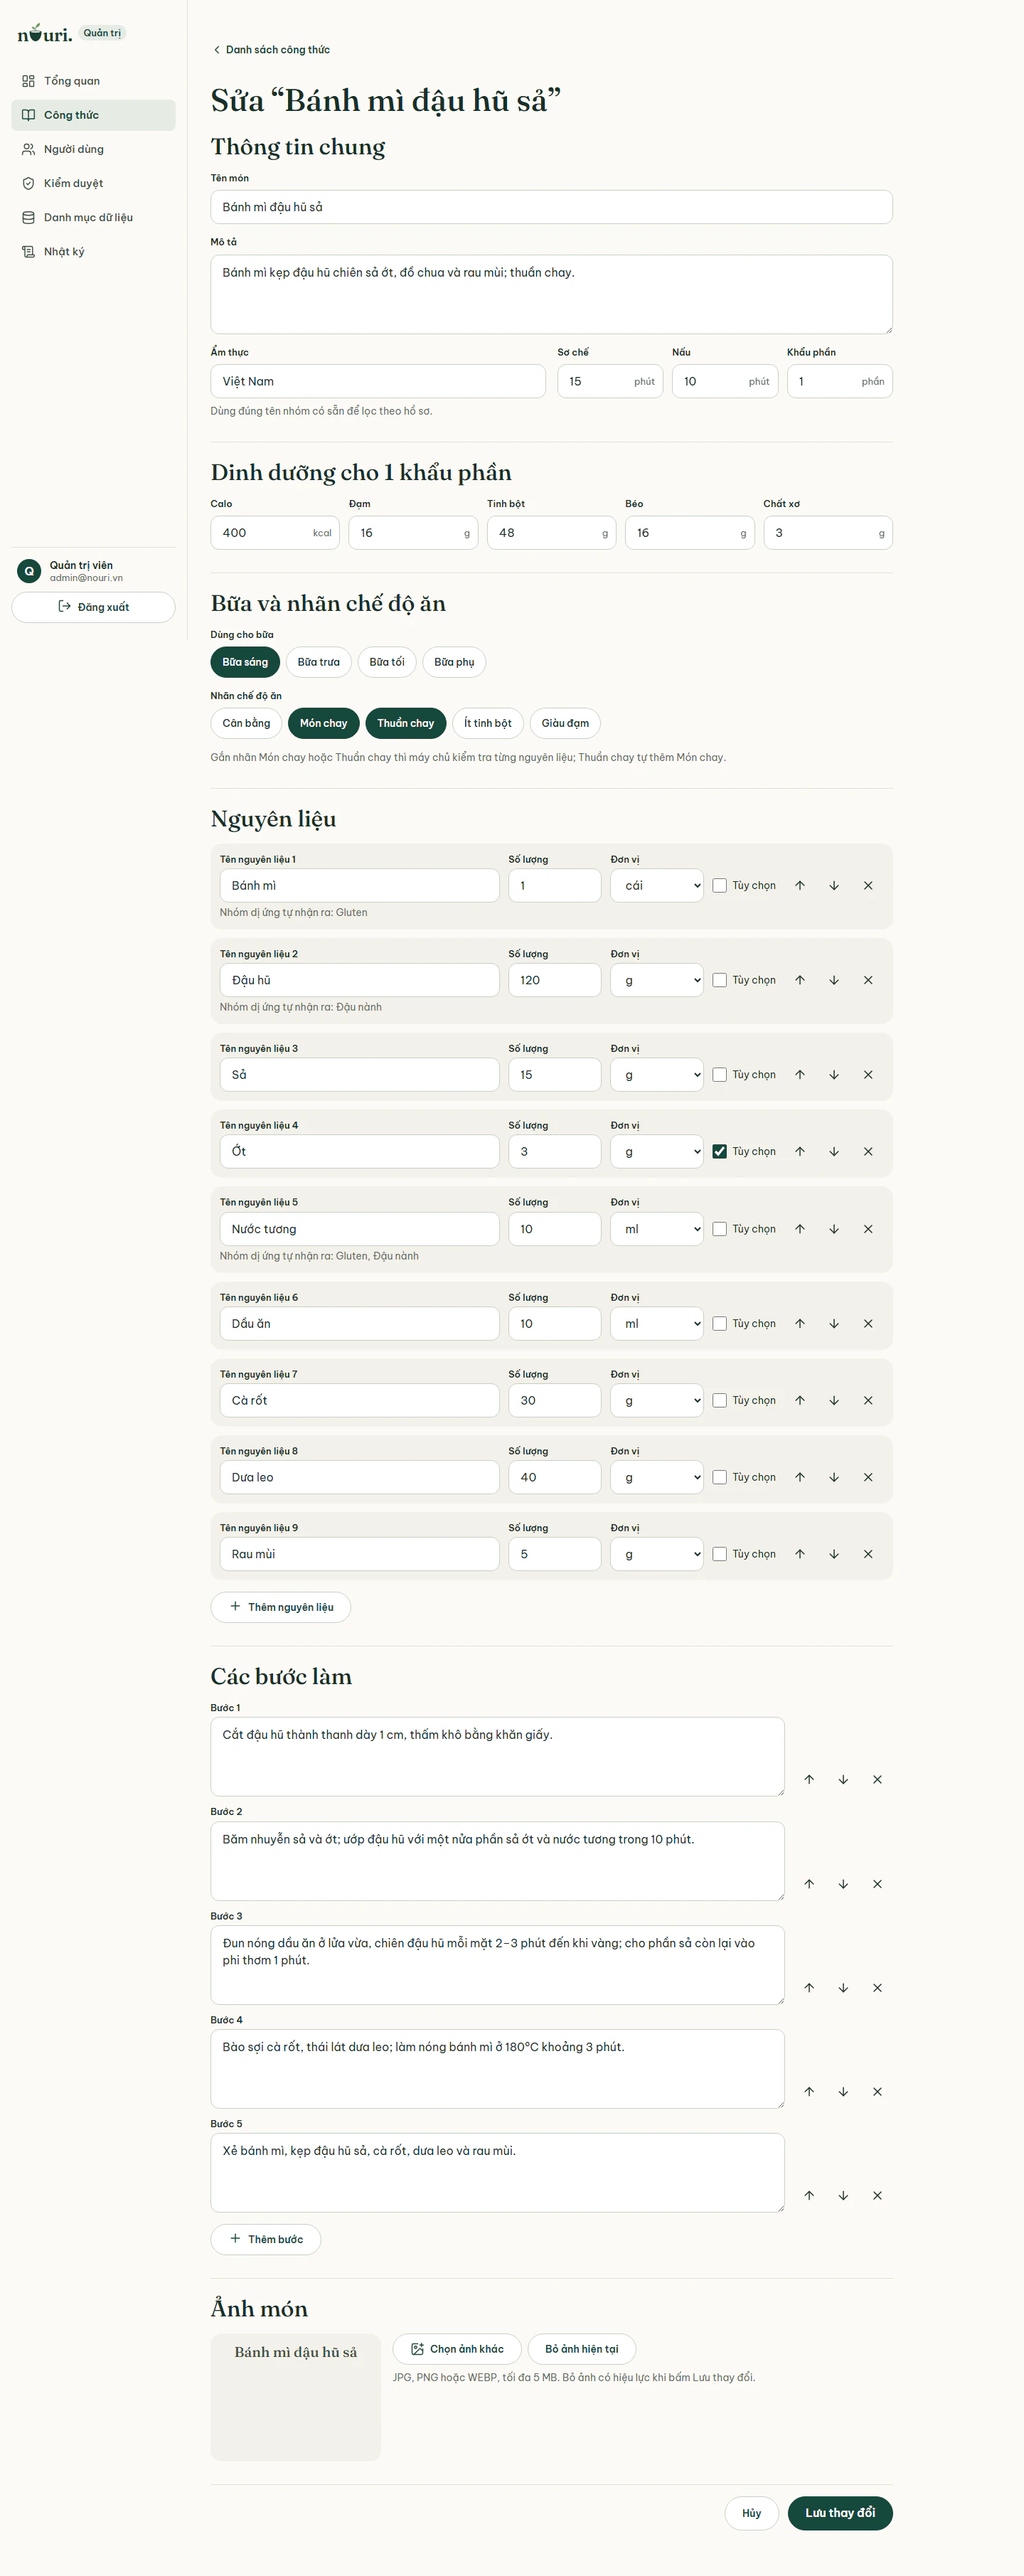 nouri. Quản trị
Tổng quan
Công thức
Người dùng
Kiểm duyệt
Danh mục dữ liệu
Nhật ký
Q
Quản trị viên
admin@nouri.vn
Đăng xuất
Danh sách công thức
Sửa “Bánh mì đậu hũ sả”
Thông tin chung
Tên món
Bánh mì đậu hũ sả
Mô tả
Bánh mì kẹp đậu hũ chiên sả ớt, đồ chua và rau mùi; thuần chay.
Ẩm thực Sơ chế Nấu Khẩu phần
Việt Nam 15 phút 10 phút 1 phần
Dùng đúng tên nhóm có sẵn để lọc theo hồ sơ.
Dinh dưỡng cho 1 khẩu phần
Calo Đạm Tinh bột Béo Chất xơ
400 kcal 16 g 48 g 16 g 3 g
Bữa và nhãn chế độ ăn
Dùng cho bữa
Bữa sáng Bữa trưa Bữa tối Bữa phụ
Nhãn chế độ ăn
Cân bằng Món chay Thuần chay Ít tinh bột Giàu đạm
Gắn nhãn Món chay hoặc Thuần chay thì máy chủ kiểm tra từng nguyên liệu; Thuần chay tự thêm Món chay.
Nguyên liệu
Tên nguyên liệu 1 Số lượng Đơn vị
Bánh mì 1 cái Tùy chọn
Nhóm dị ứng tự nhận ra: Gluten
Tên nguyên liệu 2 Số lượng Đơn vị
Đậu hũ 120 g Tùy chọn
Nhóm dị ứng tự nhận ra: Đậu nành
Tên nguyên liệu 3 Số lượng Đơn vị
Sả 15 g Tùy chọn
Tên nguyên liệu 4 Số lượng Đơn vị
Ớt 3 g Tùy chọn
Tên nguyên liệu 5 Số lượng Đơn vị
Nước tương 10 ml Tùy chọn
Nhóm dị ứng tự nhận ra: Gluten, Đậu nành
Tên nguyên liệu 6 Số lượng Đơn vị
Dầu ăn 10 ml Tùy chọn
Tên nguyên liệu 7 Số lượng Đơn vị
Cà rốt 30 g Tùy chọn
Tên nguyên liệu 8 Số lượng Đơn vị
Dưa leo 40 g Tùy chọn
Tên nguyên liệu 9 Số lượng Đơn vị
Rau mùi 5 g Tùy chọn
Thêm nguyên liệu
Các bước làm
Bước 1
Cắt đậu hũ thành thanh dày 1 cm, thấm khô bằng khăn giấy.
Bước 2
Băm nhuyễn sả và ớt; ướp đậu hũ với một nửa phần sả ớt và nước tương trong 10 phút.
Bước 3
Đun nóng dầu ăn ở lửa vừa, chiên đậu hũ mỗi mặt 2–3 phút đến khi vàng; cho phần sả còn lại vào
phi thơm 1 phút.
Bước 4
Bào sợi cà rốt, thái lát dưa leo; làm nóng bánh mì ở 180°C khoảng 3 phút.
Bước 5
Xẻ bánh mì, kẹp đậu hũ sả, cà rốt, dưa leo và rau mùi.
Thêm bước
Ảnh món
Bánh mì đậu hũ sả
Chọn ảnh khác Bỏ ảnh hiện tại
JPG, PNG hoặc WEBP, tối đa 5 MB. Bỏ ảnh có hiệu lực khi bấm Lưu thay đổi.
Hủy Lưu thay đổi